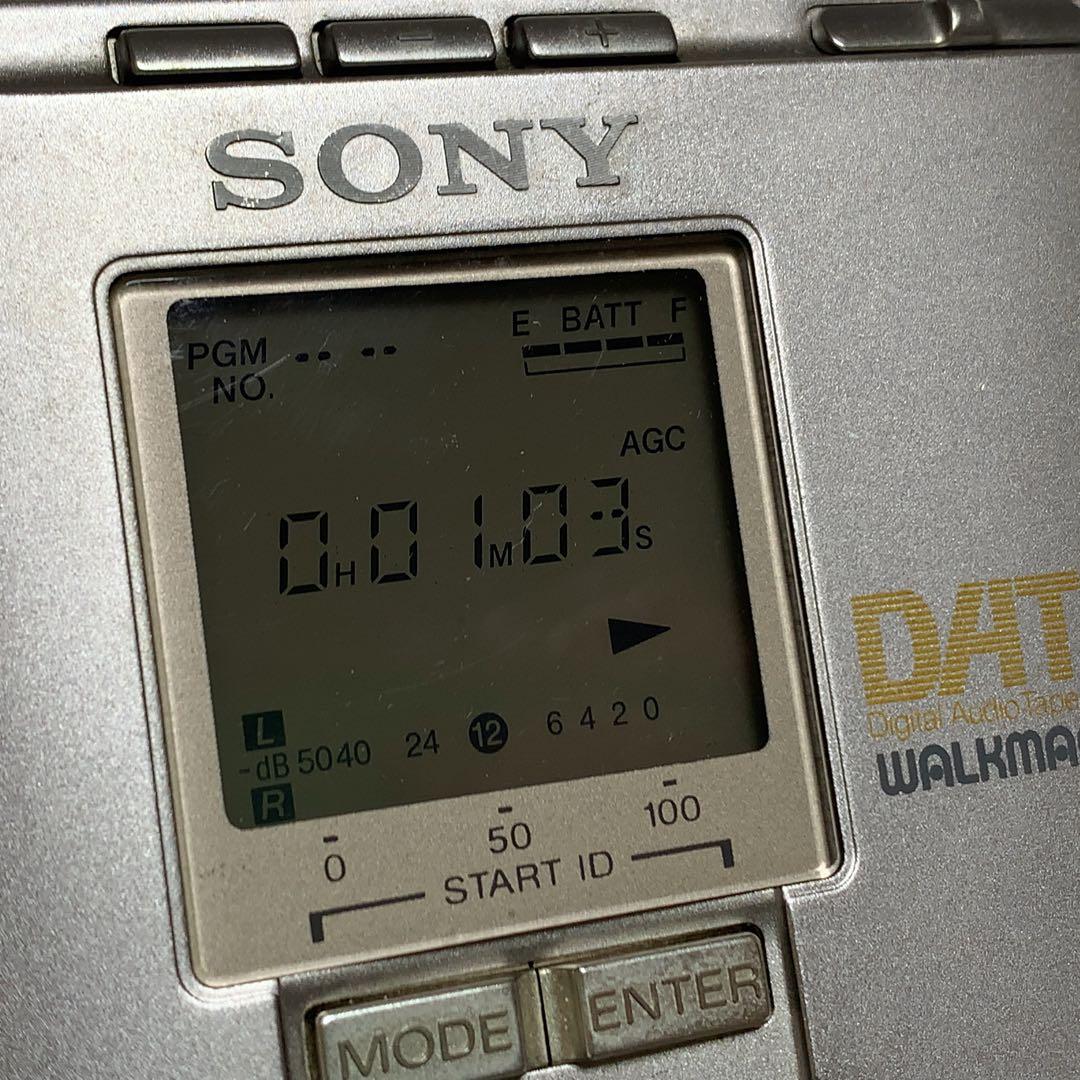 - +
SONY
E BATT F
PGM -- --
NO.
AGC
0H01M03S
L
-dB 50 40 24 12 6 4 2 0
R
0 50 100
START ID
DAT
Digital Audio Tape
WALKMA
MODE ENTER